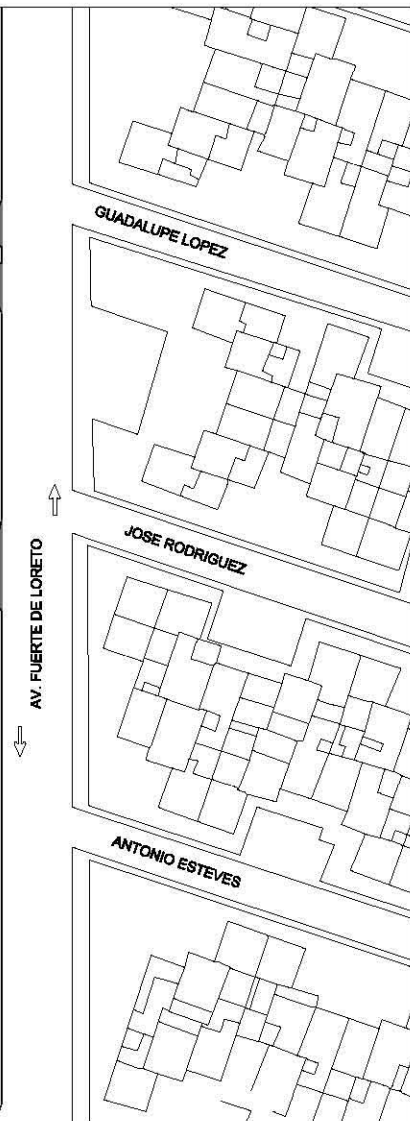 GUADALUPE LOPEZ
JOSE RODRIGUEZ
AV. FUERTE DE LORETO
ANTONIO ESTEVES